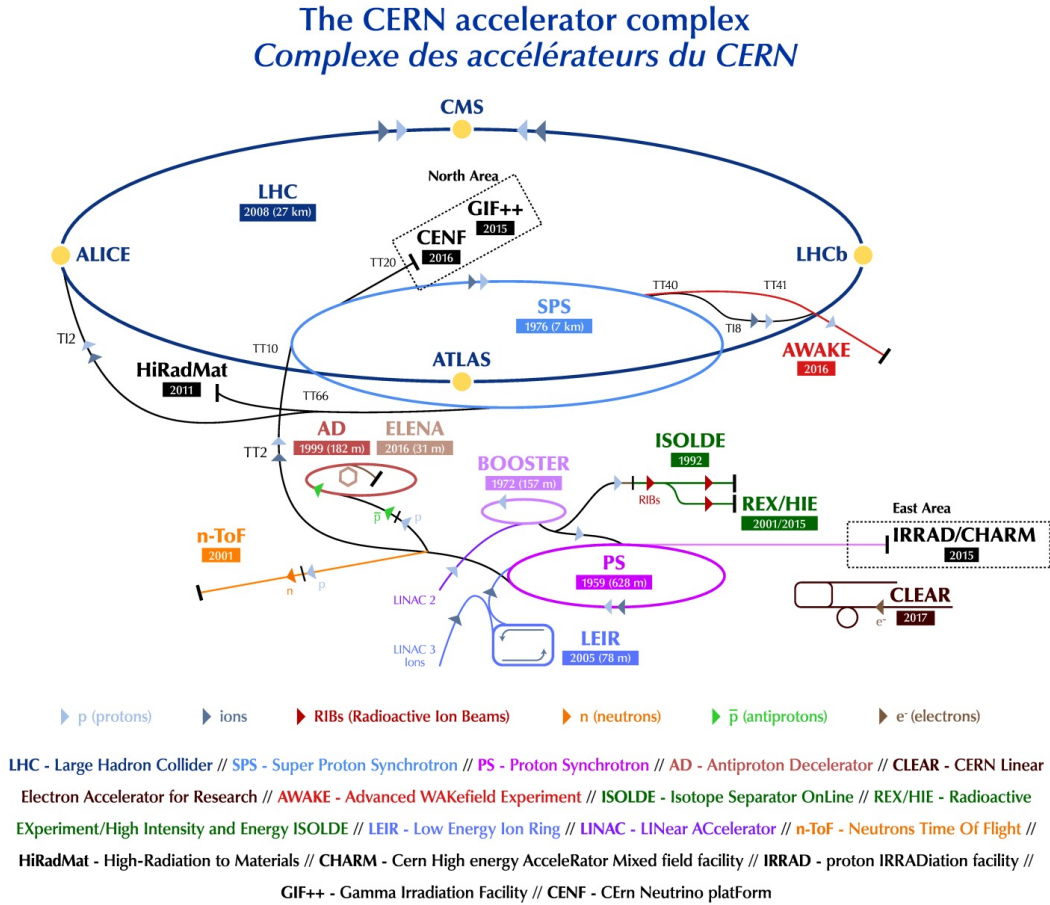 The CERN accelerator complex
Complexe des accélérateurs du CERN
CMS
North Area
LHC
2008 (27 km)
GIF++
2015
CENF
2016
TT20
ALICE
LHCb
TT40
TT41
SPS
1976 (7 km)
TI8
TI2
TT10
ATLAS
AWAKE
2016
HiRadMat
2011
TT66
AD
1999 (182 m)
ELENA
2016 (31 m)
TT2
ISOLDE
1992
BOOSTER
1972 (157 m)
RIBs
REX/HIE
2001/2015
p̅
p
East Area
n-ToF
2001
IRRAD/CHARM
2015
PS
1959 (628 m)
n
p
LINAC 2
CLEAR
2017
e-
LINAC 3
Ions
LEIR
2005 (78 m)
p (protons)
ions
RIBs (Radioactive Ion Beams)
n (neutrons)
p̅ (antiprotons)
e- (electrons)
LHC - Large Hadron Collider // SPS - Super Proton Synchrotron // PS - Proton Synchrotron // AD - Antiproton Decelerator // CLEAR - CERN Linear
Electron Accelerator for Research // AWAKE - Advanced WAKefield Experiment // ISOLDE - Isotope Separator OnLine // REX/HIE - Radioactive
EXperiment/High Intensity and Energy ISOLDE // LEIR - Low Energy Ion Ring // LINAC - LINear ACcelerator // n-ToF - Neutrons Time Of Flight //
HiRadMat - High-Radiation to Materials // CHARM - Cern High energy AcceleRator Mixed field facility // IRRAD - proton IRRADiation facility //
GIF++ - Gamma Irradiation Facility // CENF - CErn Neutrino platForm